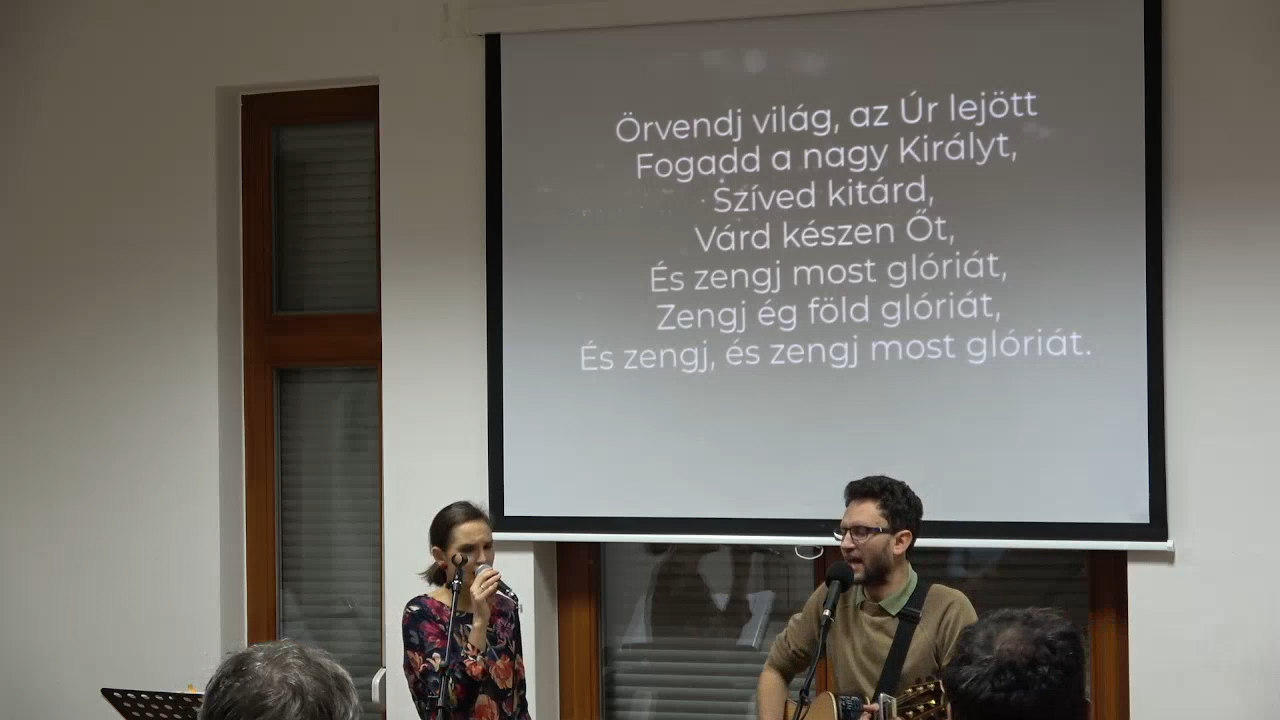 Örvendj világ, az Úr lejött
Fogadd a nagy Királyt,
Szíved kitárd,
Várd készen Őt,
És zengj most glóriát,
Zengj ég föld glóriát,
És zengj, és zengj most glóriát.